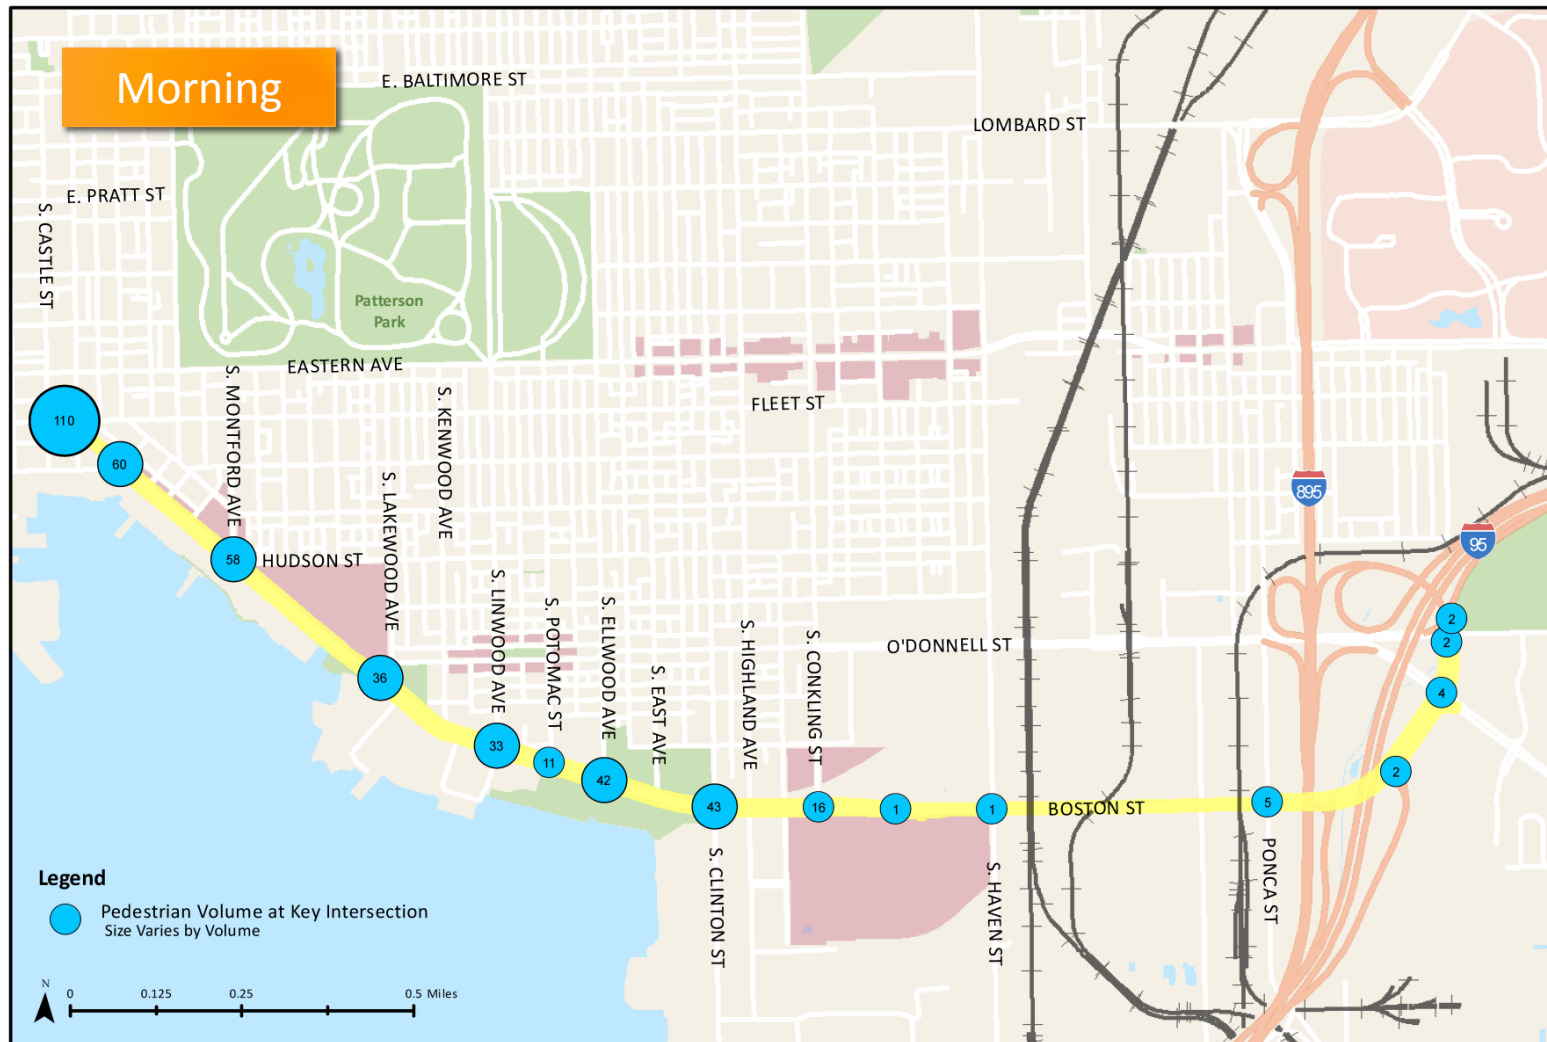 Morning
E. BALTIMORE ST
LOMBARD ST
E. PRATT ST
S. CASTLE ST
Patterson
Park
EASTERN AVE
S. MONTFORD AVE
S. KENWOOD AVE
FLEET ST
110
60
S. LAKEWOOD AVE
895
95
58
HUDSON ST
S. LINWOOD AVE
S. POTOMAC ST
S. ELLWOOD AVE
S. EAST AVE
S. HIGHLAND AVE
S. CONKLING ST
O'DONNELL ST
2
2
36
4
33
11
42
2
43
16
1
1
BOSTON ST
5
S. CLINTON ST
S. HAVEN ST
PONCA ST
Legend
Pedestrian Volume at Key Intersection
Size Varies by Volume
N
0 0.125 0.25 0.5 Miles